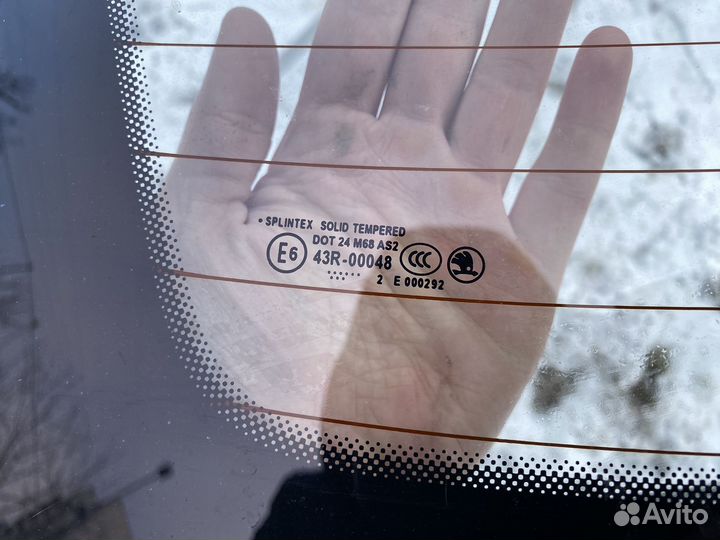 • SPLINTEX SOLID TEMPERED
DOT 24 M68 AS2
E6 43R-00048 CCC
2 E 000292
Avito